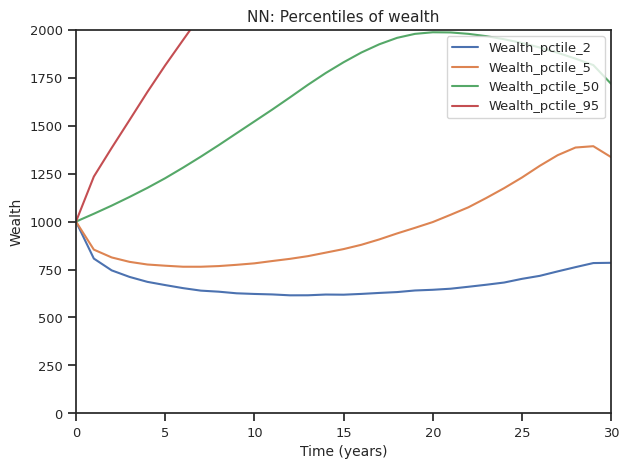 NN: Percentiles of wealth
Wealth_pctile_2
Wealth_pctile_5
Wealth_pctile_50
Wealth_pctile_95
2000
1750
1500
1250
1000
750
500
250
0
Wealth
0 5 10 15 20 25 30
Time (years)